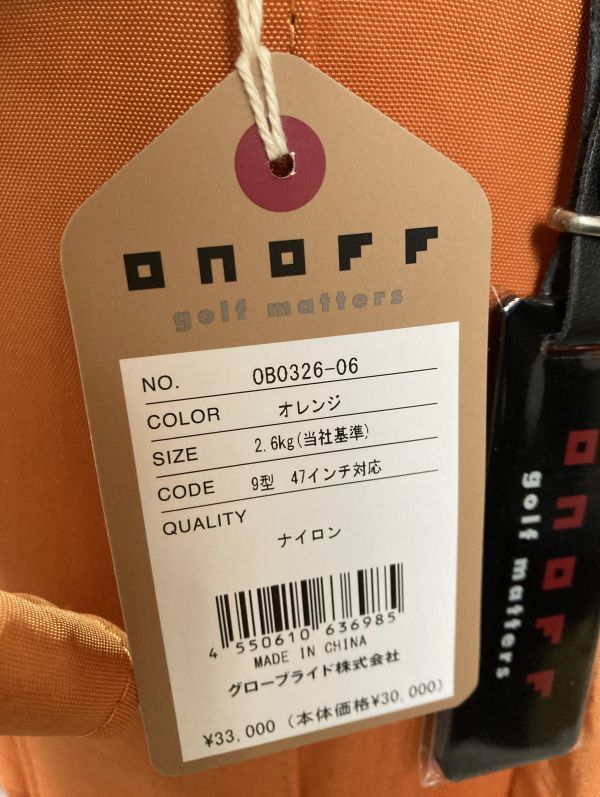 onoff
golf matters
NO. OB0326-06
COLOR オレンジ
SIZE 2.6kg(当社基準)
CODE 9型 47インチ対応
QUALITY
ナイロン
4 550610 636985
MADE IN CHINA
グローブライド株式会社
¥33,000 (本体価格¥30,000)
onoff
golf matters